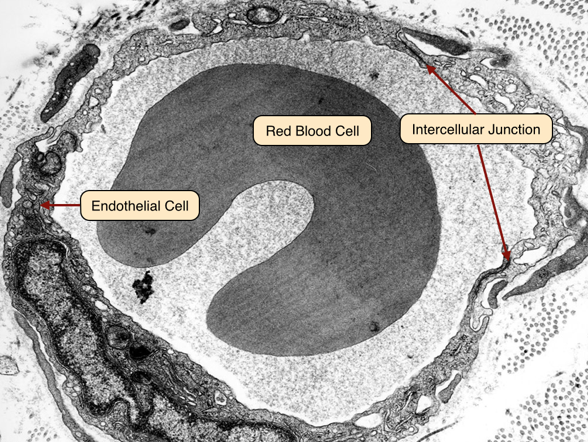 Red Blood Cell
Intercellular Junction
Endothelial Cell